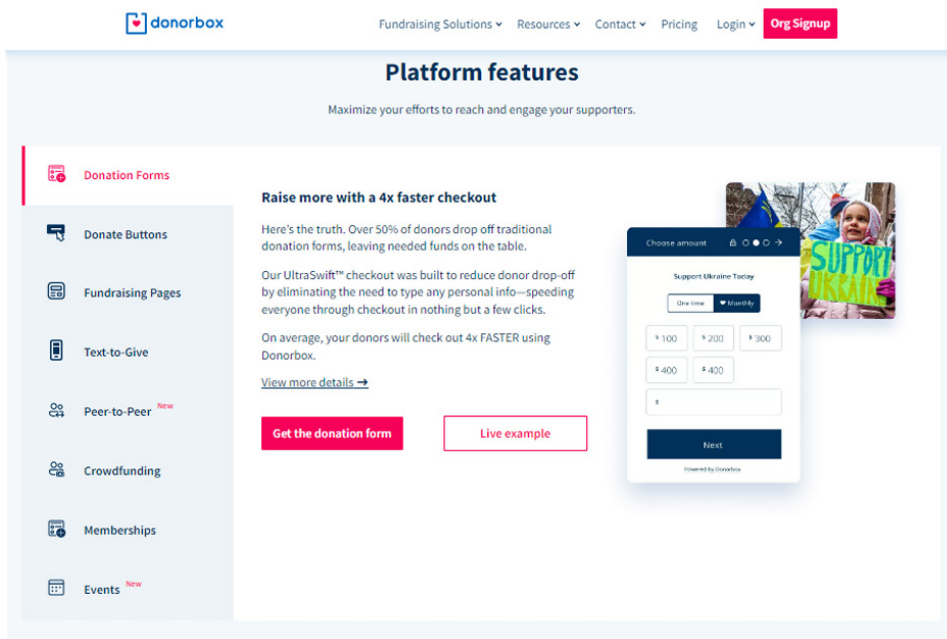 donorbox
Fundraising Solutions
Resources
Contact
Pricing
Login
Org Signup
Platform features
Maximize your efforts to reach and engage your supporters.
Donation Forms
Donate Buttons
Fundraising Pages
Text-to-Give
Peer-to-Peer New
Crowdfunding
Memberships
Events New
Raise more with a 4x faster checkout
Here's the truth. Over 50% of donors drop off traditional
donation forms, leaving needed funds on the table.
Our UltraSwift™ checkout was built to reduce donor drop-off
by eliminating the need to type any personal info—speeding
everyone through checkout in nothing but a few clicks.
On average, your donors will check out 4x FASTER using
Donorbox.
View more details →
Get the donation form
Live example
SUPPORT
UKRAINE
Choose amount
Support Ukraine Today
One time
Monthly
$ 100
$ 200
$ 300
$ 400
$ 400
$
Next
Powered by Donorbox